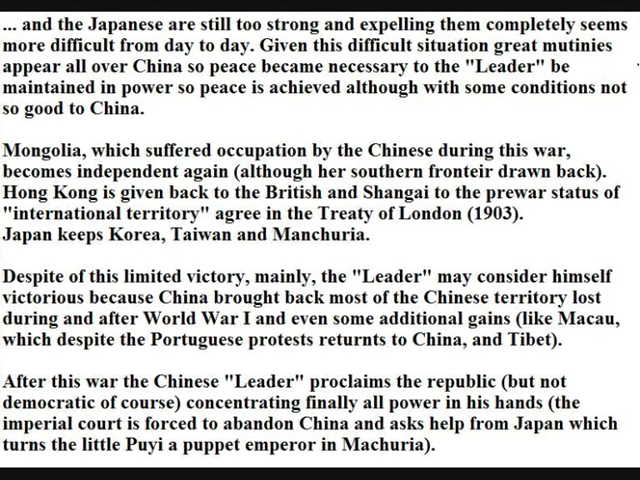 ... and the Japanese are still too strong and expelling them completely seems
more difficult from day to day. Given this difficult situation great mutinies
appear all over China so peace became necessary to the "Leader" be
maintained in power so peace is achieved although with some conditions not
so good to China.
Mongolia, which suffered occupation by the Chinese during this war,
becomes independent again (although her southern fronteir drawn back).
Hong Kong is given back to the British and Shangai to the prewar status of
"international territory" agree in the Treaty of London (1903).
Japan keeps Korea, Taiwan and Manchuria.
Despite of this limited victory, mainly, the "Leader" may consider himself
victorious because China brought back most of the Chinese territory lost
during and after World War I and even some additional gains (like Macau,
which despite the Portuguese protests returnts to China, and Tibet).
After this war the Chinese "Leader" proclaims the republic (but not
democratic of course) concentrating finally all power in his hands (the
imperial court is forced to abandon China and asks help from Japan which
turns the little Puyi a puppet emperor in Machuria).